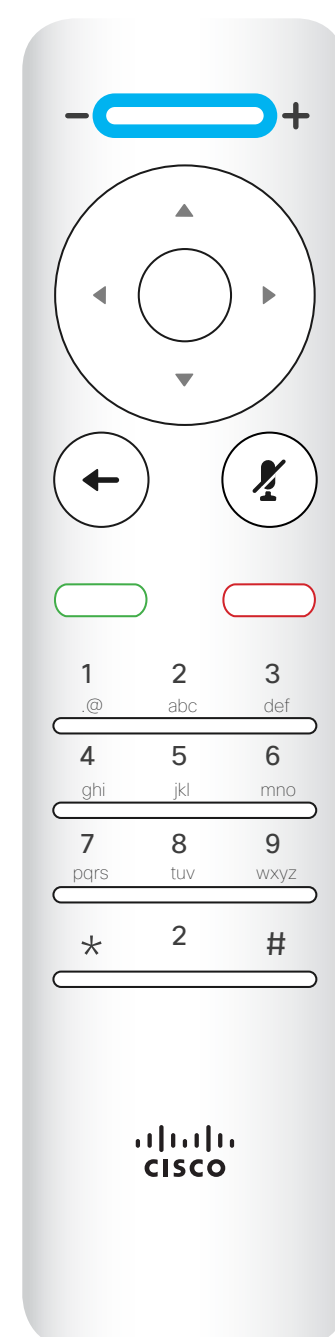 - +
1 2 3
.@ abc def
4 5 6
ghi jkl mno
7 8 9
pqrs tuv wxyz
* 2 #
CISCO